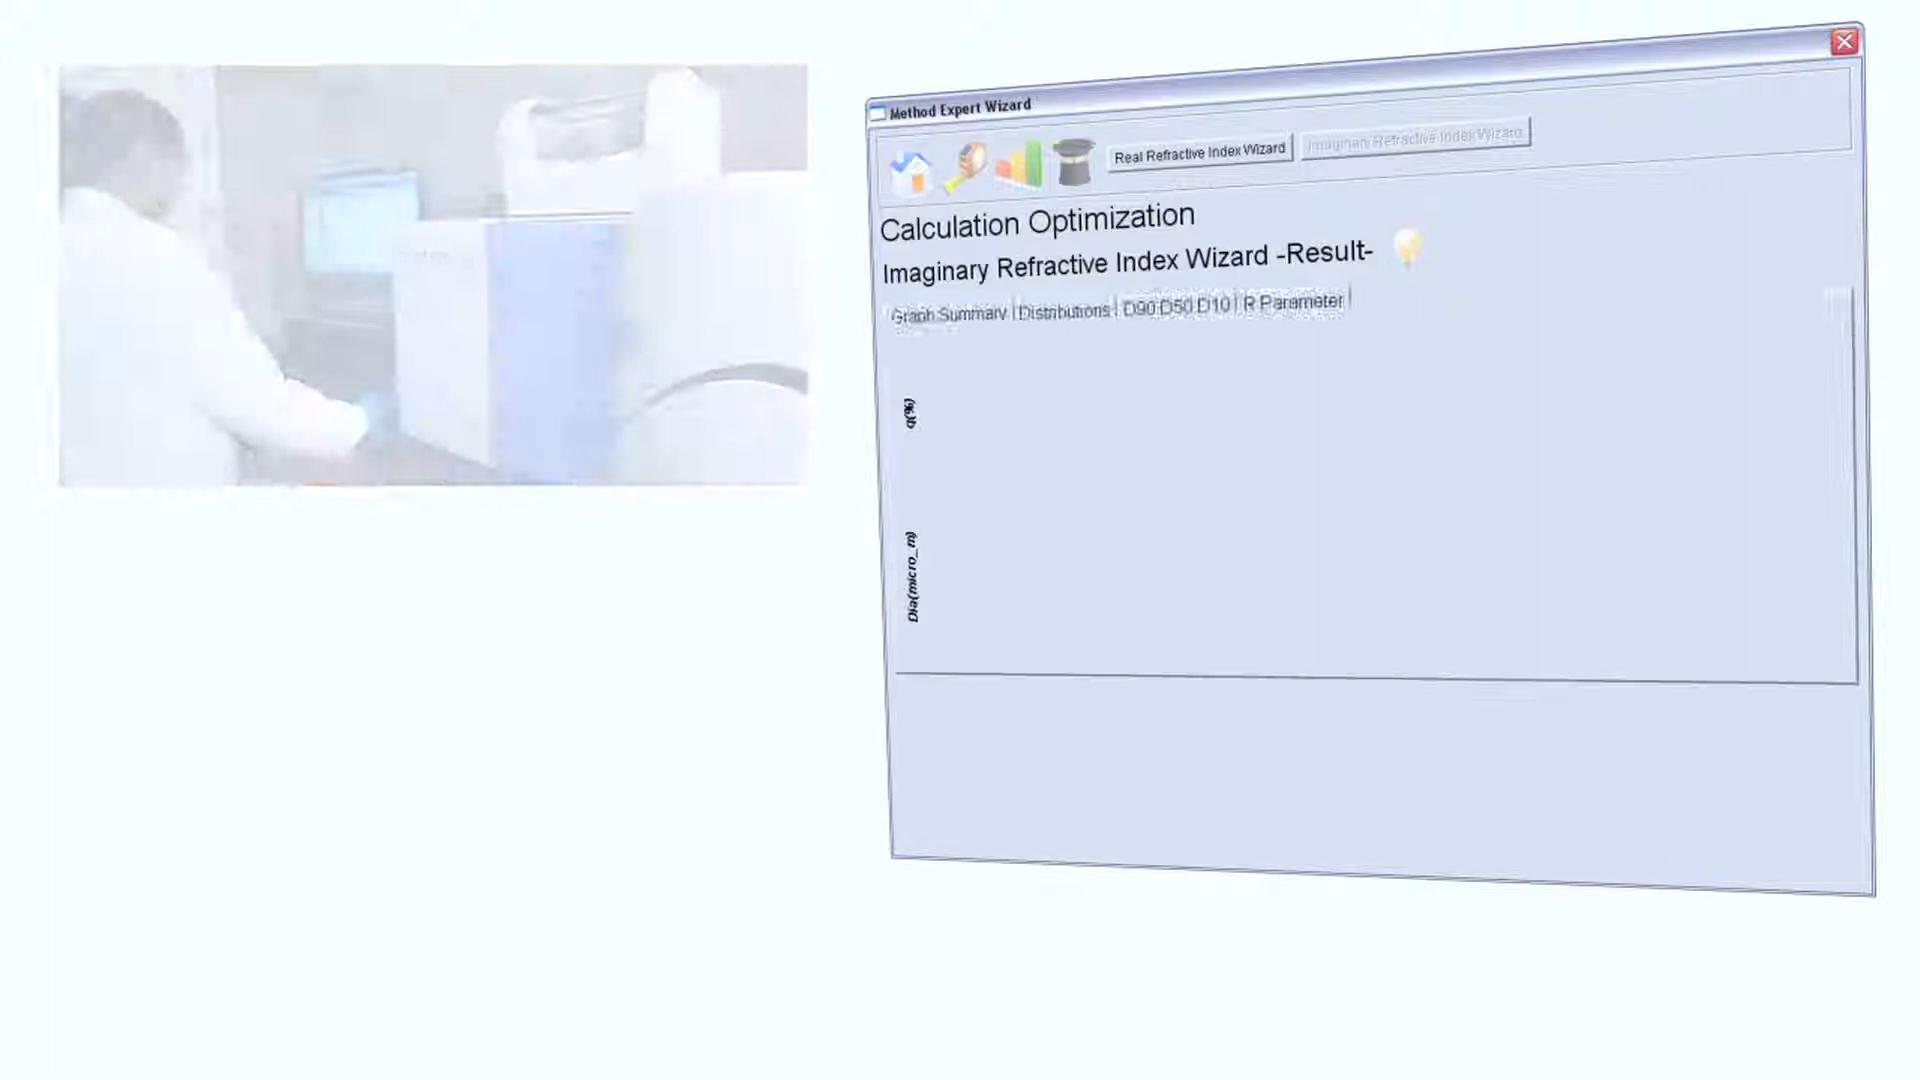 Method Expert Wizard
Real Refractive Index Wizard
Imaginary Refractive Index Wizard
Calculation Optimization
Imaginary Refractive Index Wizard -Result-
Graph Summary
Distributions
D90 D50 D10
R Parameter
q(%)
Dia(micro_m)